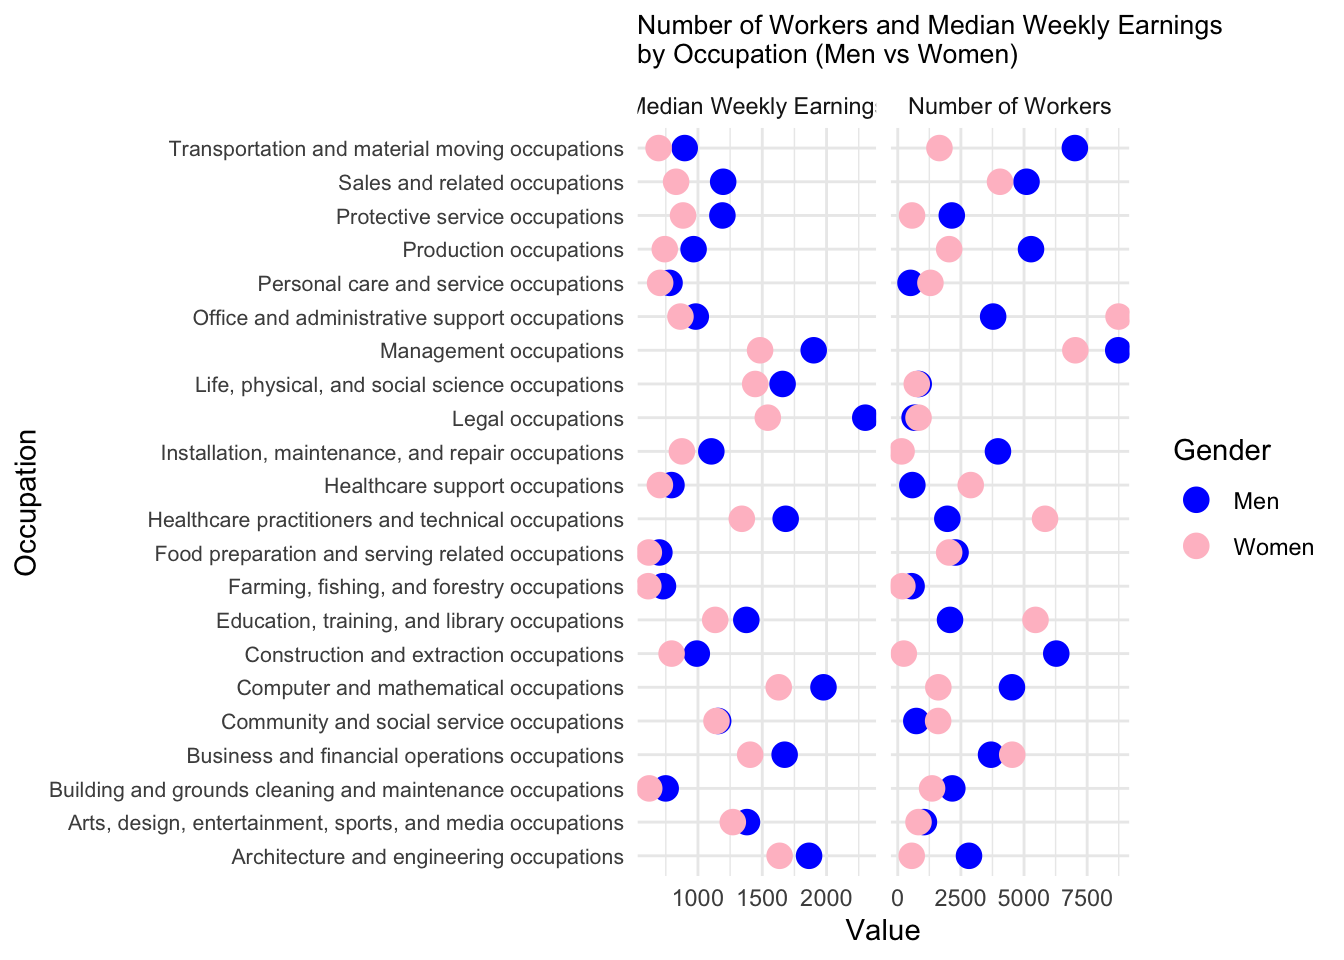 Number of Workers and Median Weekly Earnings
by Occupation (Men vs Women)
Median Weekly Earnings
Number of Workers
Transportation and material moving occupations
Sales and related occupations
Protective service occupations
Production occupations
Personal care and service occupations
Office and administrative support occupations
Management occupations
Life, physical, and social science occupations
Legal occupations
Installation, maintenance, and repair occupations
Healthcare support occupations
Healthcare practitioners and technical occupations
Food preparation and serving related occupations
Farming, fishing, and forestry occupations
Education, training, and library occupations
Construction and extraction occupations
Computer and mathematical occupations
Community and social service occupations
Business and financial operations occupations
Building and grounds cleaning and maintenance occupations
Arts, design, entertainment, sports, and media occupations
Architecture and engineering occupations
Occupation
1000 1500 2000
0 2500 5000 7500
Value
Gender
Men
Women